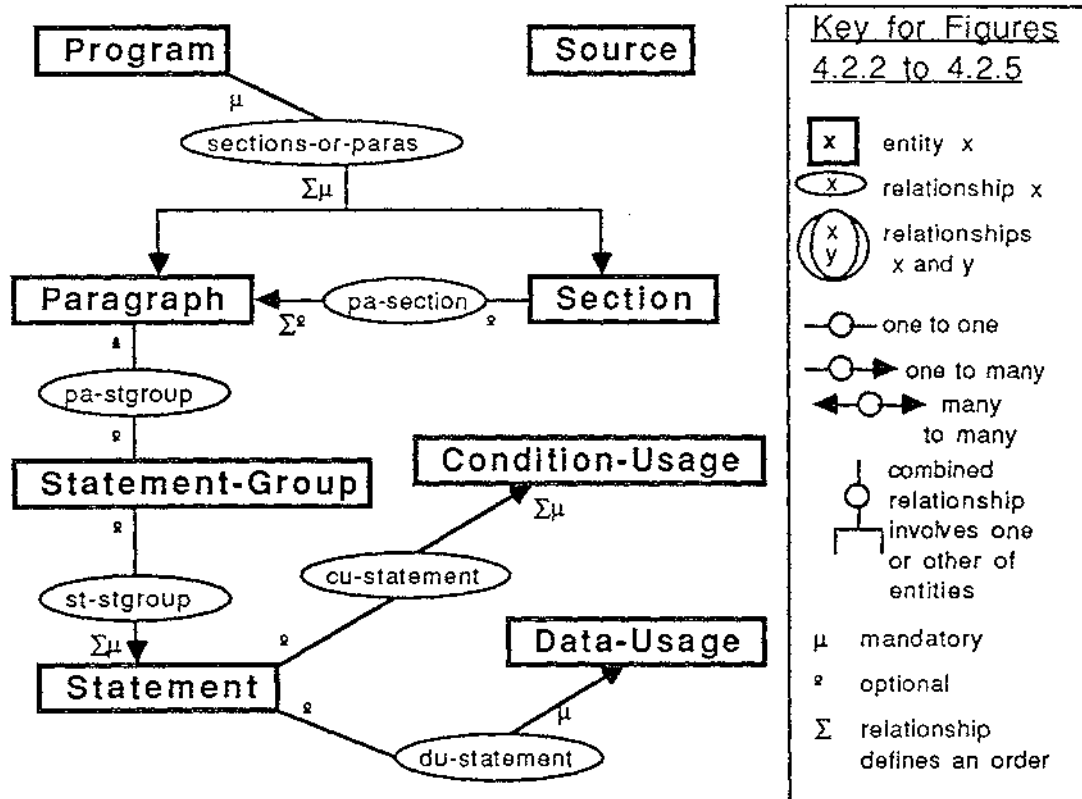 Program
Source
μ
sections-or-paras
Σμ
Paragraph
pa-section
Section
Σº
º
º
pa-stgroup
º
Statement-Group
º
Condition-Usage
Σμ
cu-statement
st-stgroup
Σμ
º
Data-Usage
Statement
º
μ
du-statement
Key for Figures
4.2.2 to 4.2.5
x entity x
x relationship x
x relationships
y x and y
one to one
one to many
many
to many
combined
relationship
involves one
or other of
entities
μ mandatory
º optional
Σ relationship
defines an order